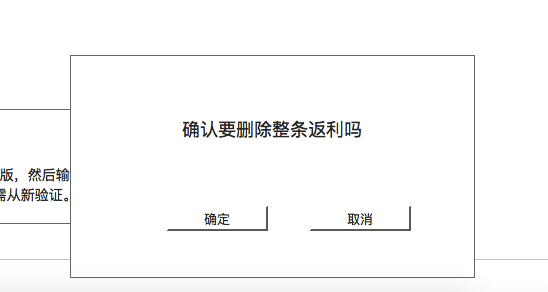 确认要删除整条返利吗
版，然后输
需从新验证。
确定
取消